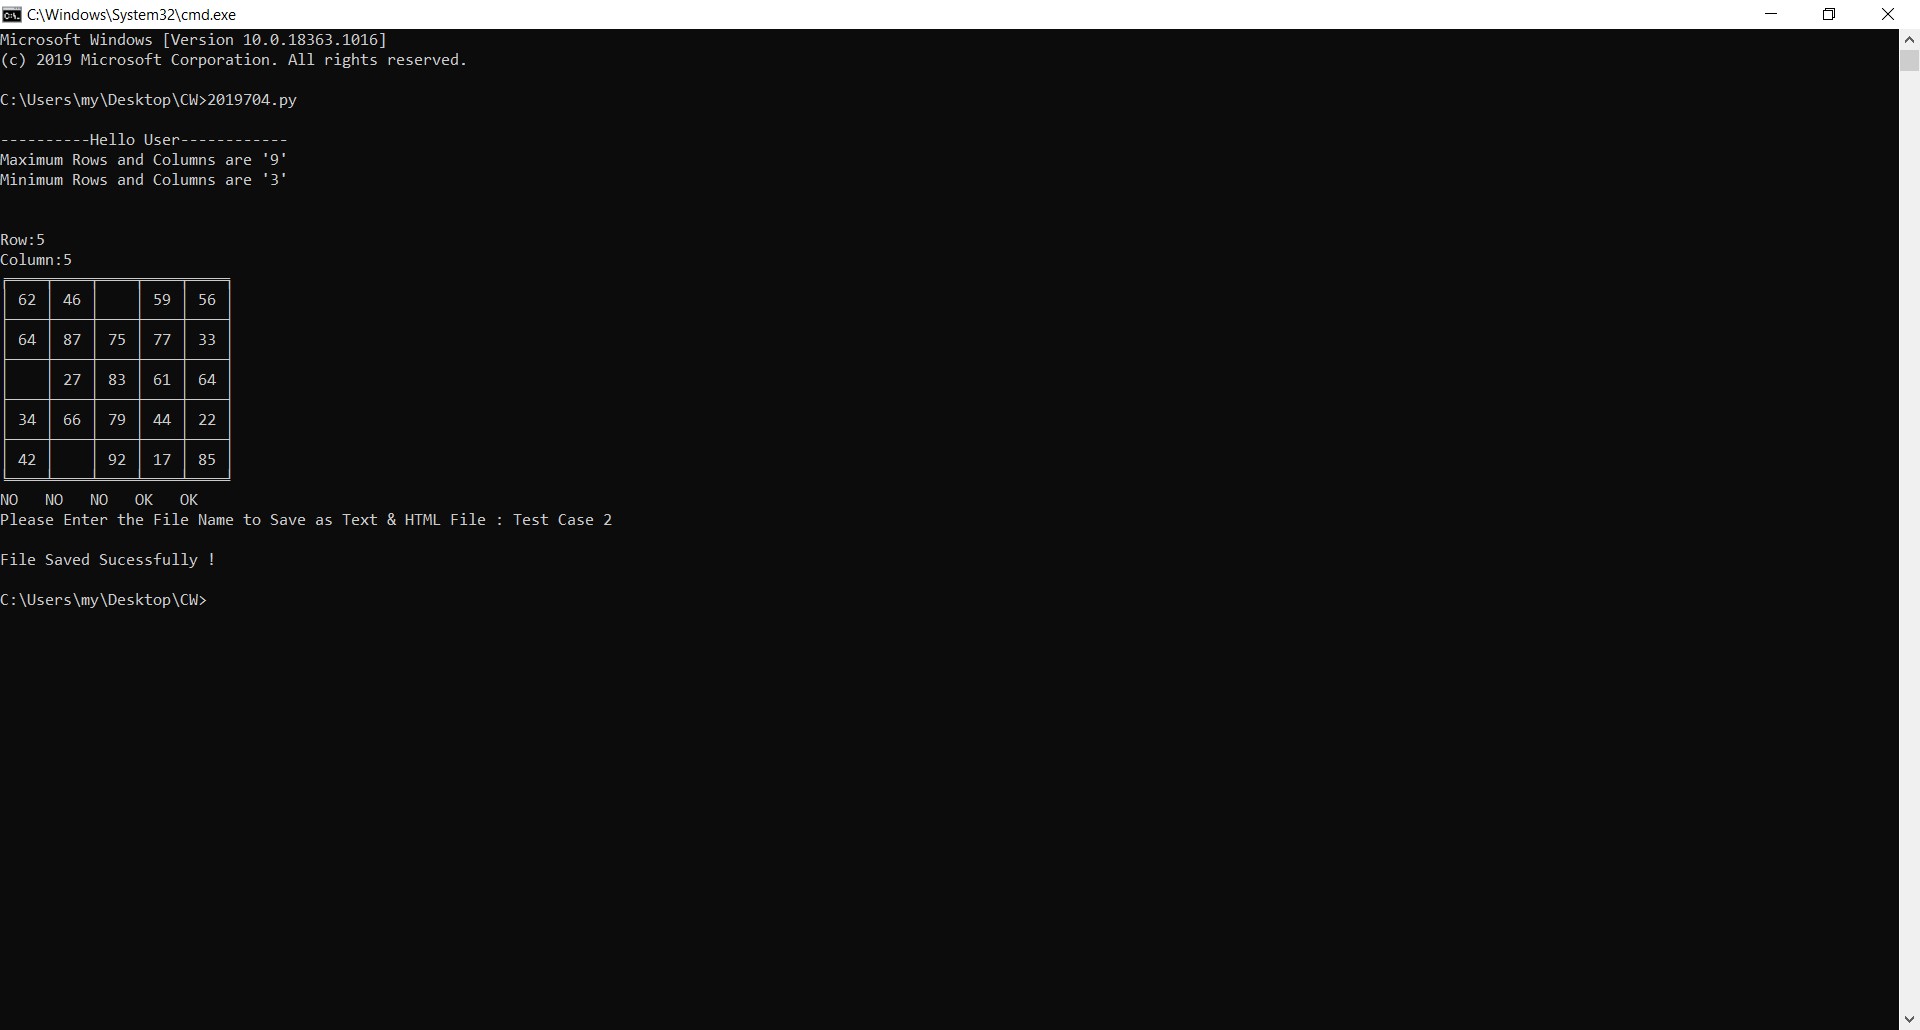 C:\Windows\System32\cmd.exe
Microsoft Windows [Version 10.0.18363.1016]
(c) 2019 Microsoft Corporation. All rights reserved.
C:\Users\my\Desktop\CW>2019704.py
----------Hello User------------
Maximum Rows and Columns are '9'
Minimum Rows and Columns are '3'
Row:5
Column:5
62 46 59 56
64 87 75 77 33
27 83 61 64
34 66 79 44 22
42 92 17 85
NO NO NO OK OK
Please Enter the File Name to Save as Text & HTML File : Test Case 2
File Saved Sucessfully !
C:\Users\my\Desktop\CW>